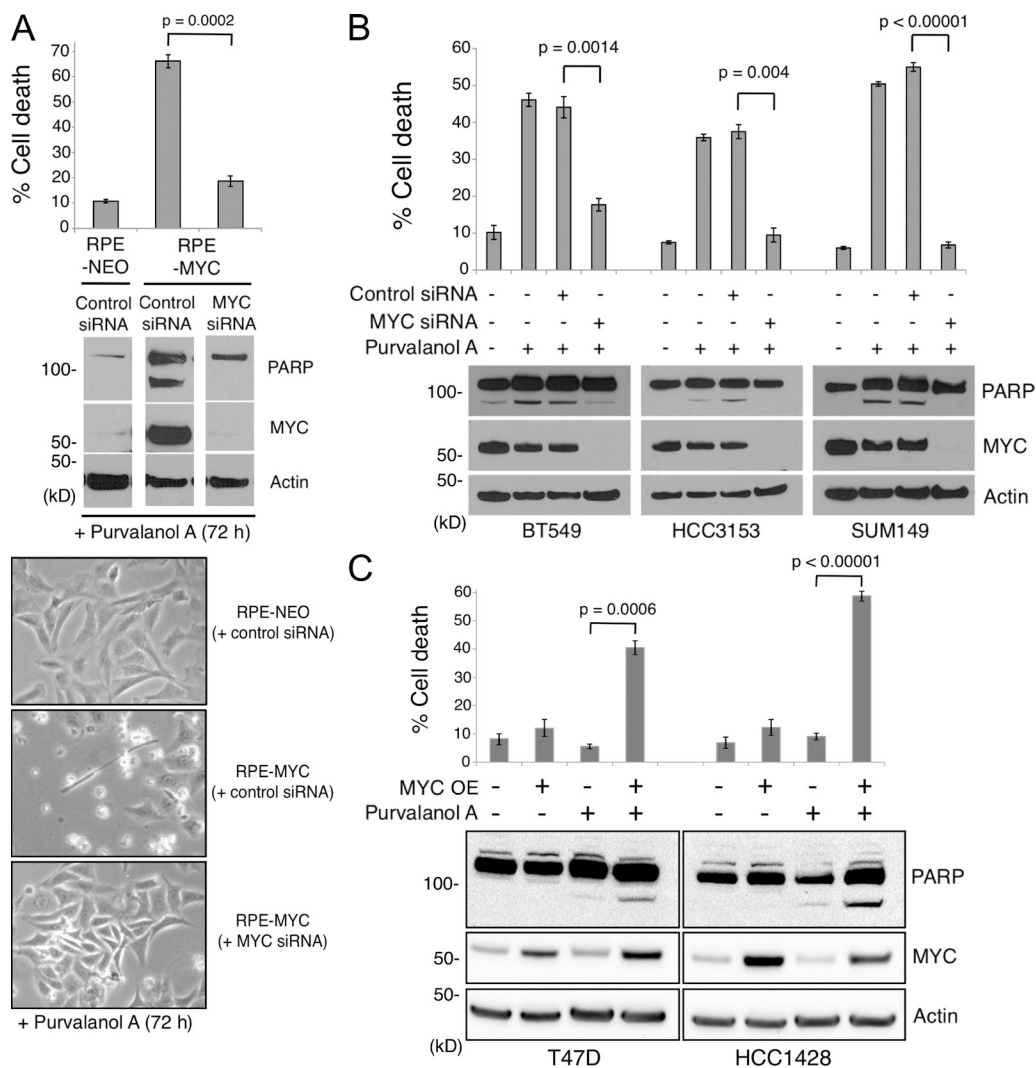 A
p = 0.0002
70
60
50
40
30
20
10
0
% Cell death
RPE
-NEO
RPE
-MYC
Control
siRNA
Control
siRNA
MYC
siRNA
100-
PARP
50-
MYC
50-
(kD)
Actin
+ Purvalanol A (72 h)
RPE-NEO
(+ control siRNA)
RPE-MYC
(+ control siRNA)
RPE-MYC
(+ MYC siRNA)
+ Purvalanol A (72 h)
B
p = 0.0014
p = 0.004
p < 0.00001
60
50
40
30
20
10
0
% Cell death
Control siRNA - - + - - - + - - - + -
MYC siRNA - - - + - - - + - - - +
Purvalanol A - + + + - + + + - + + +
100-
PARP
50-
MYC
50-
Actin
(kD)
BT549 HCC3153 SUM149
C
p = 0.0006
p < 0.00001
60
50
40
30
20
10
0
% Cell death
MYC OE - + - + - + - +
Purvalanol A - - + + - - + +
100-
PARP
50-
MYC
50-
Actin
(kD)
T47D HCC1428